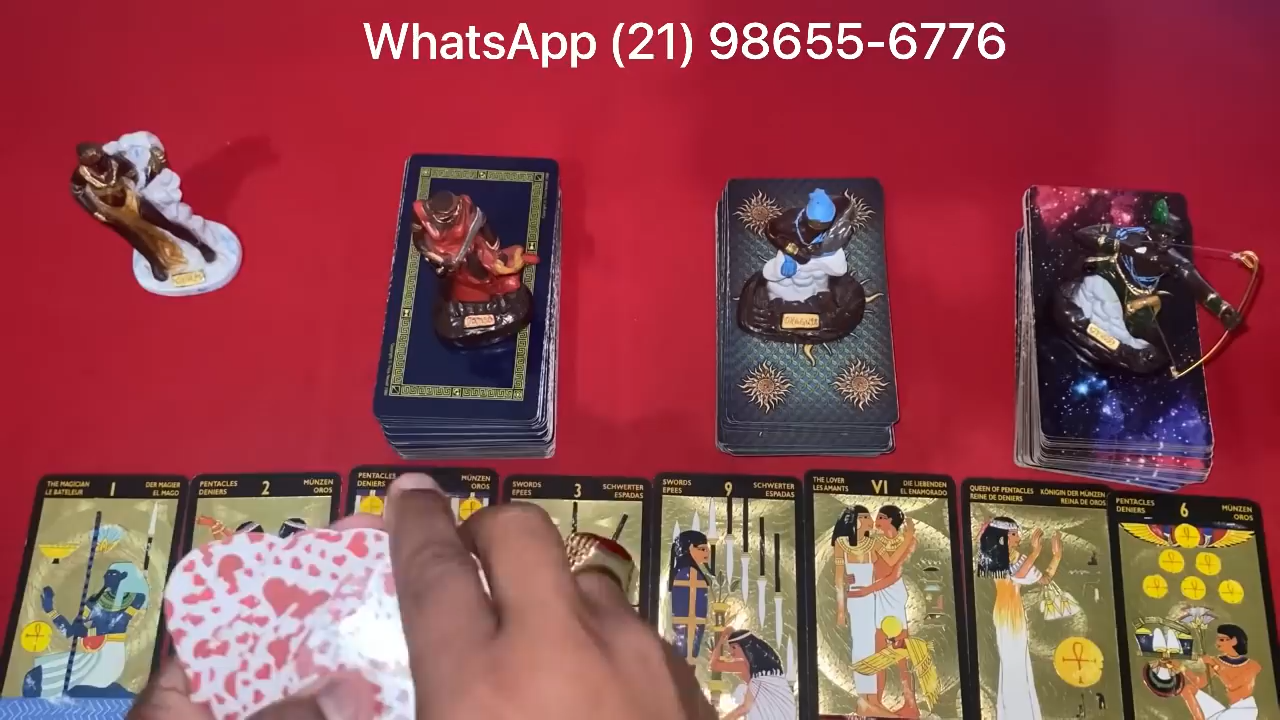 WhatsApp (21) 98655-6776
THE MAGICIAN
LE BATELEUR
1
DER MAGIER
EL MAGO
PENTACLES
DENIERS
2
MÜNZEN
OROS
PENTACLES
DENIERS
MÜNZEN
OROS
SWORDS
EPEES
3
SCHWERTER
ESPADAS
SWORDS
EPEES
9
SCHWERTER
ESPADAS
THE LOVER
LES AMANTS
VI
DIE LIEBENDEN
EL ENAMORADO
QUEEN OF PENTACLES
REINE DE DENIERS
KÖNIGIN DER MÜNZEN
REINA DE OROS
PENTACLES
DENIERS
6
MÜNZEN
OROS